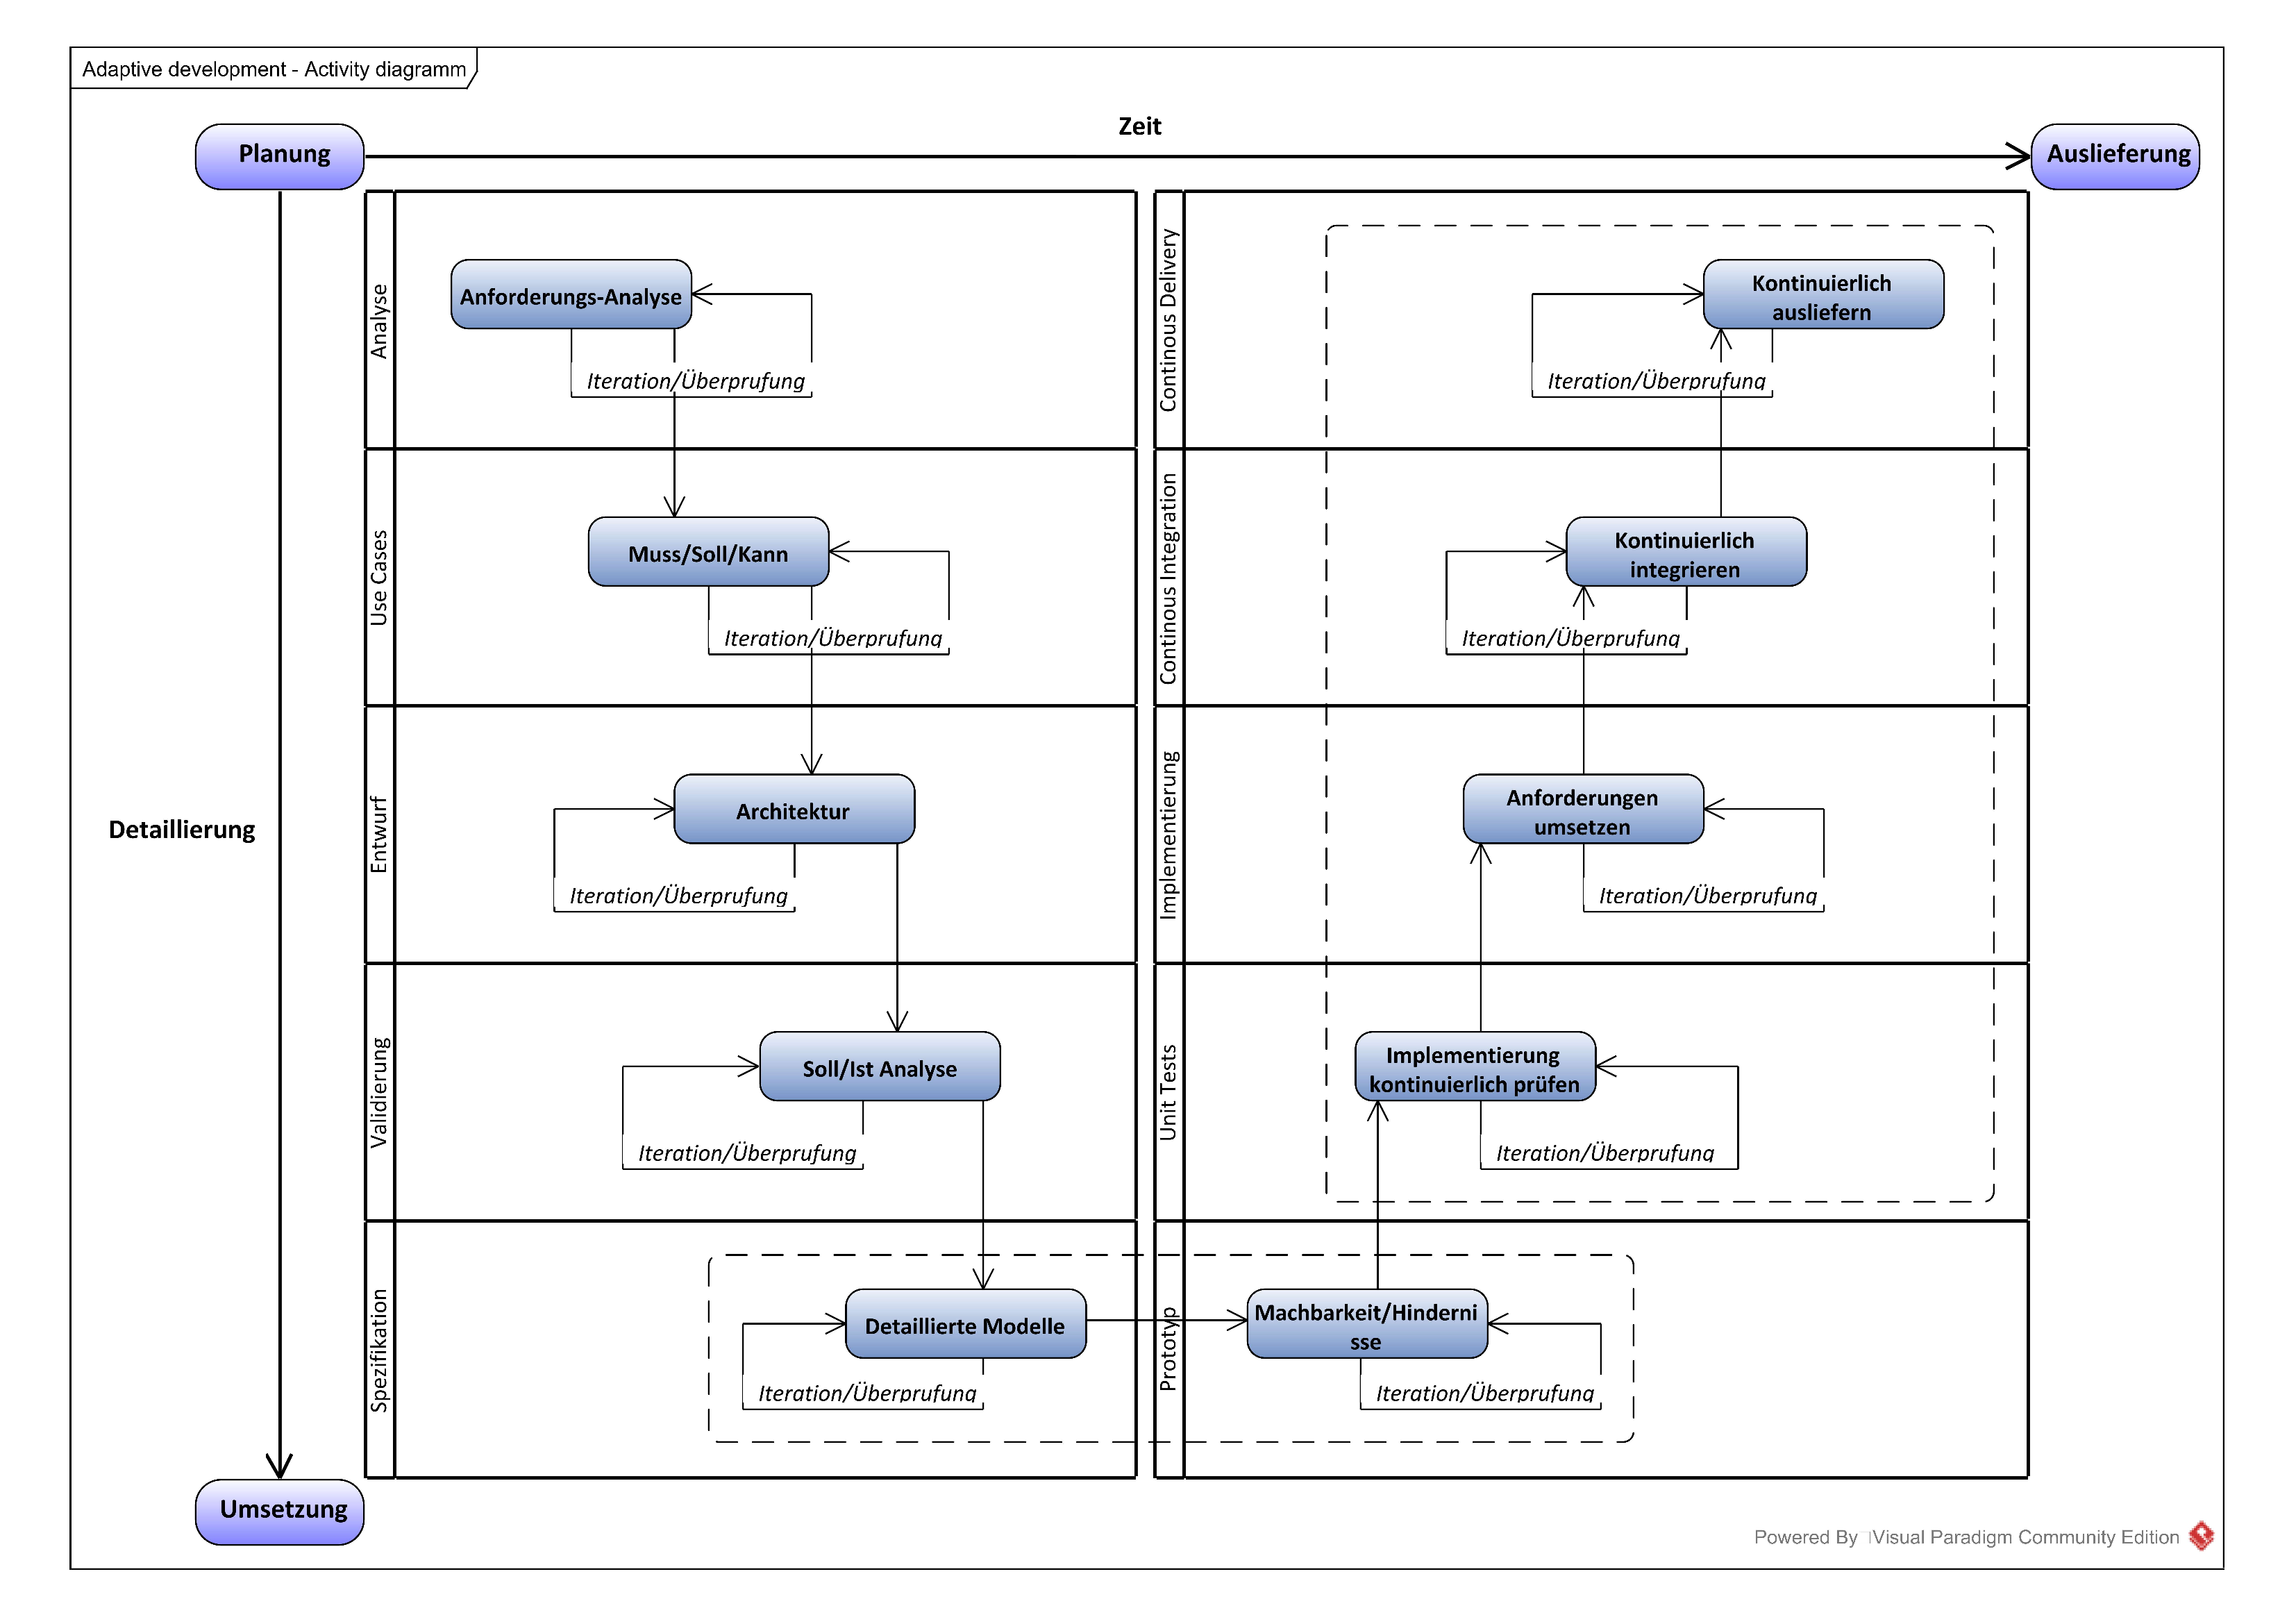 Adaptive development - Activity diagramm
Zeit
Planung
Auslieferung
Detaillierung
Umsetzung
Analyse
Anforderungs-Analyse
Iteration/Überprufung
Use Cases
Muss/Soll/Kann
Iteration/Überprufung
Entwurf
Architektur
Iteration/Überprufung
Validierung
Soll/Ist Analyse
Iteration/Überprufung
Spezifikation
Detaillierte Modelle
Iteration/Überprufung
Continous Delivery
Kontinuierlich
ausliefern
Iteration/Überprufung
Continous Integration
Kontinuierlich
integrieren
Iteration/Überprufung
Implementierung
Anforderungen
umsetzen
Iteration/Überprufung
Unit Tests
Implementierung
kontinuierlich prüfen
Iteration/Überprufung
Prototyp
Machbarkeit/Hinderni
sse
Iteration/Überprufung
Powered By Visual Paradigm Community Edition